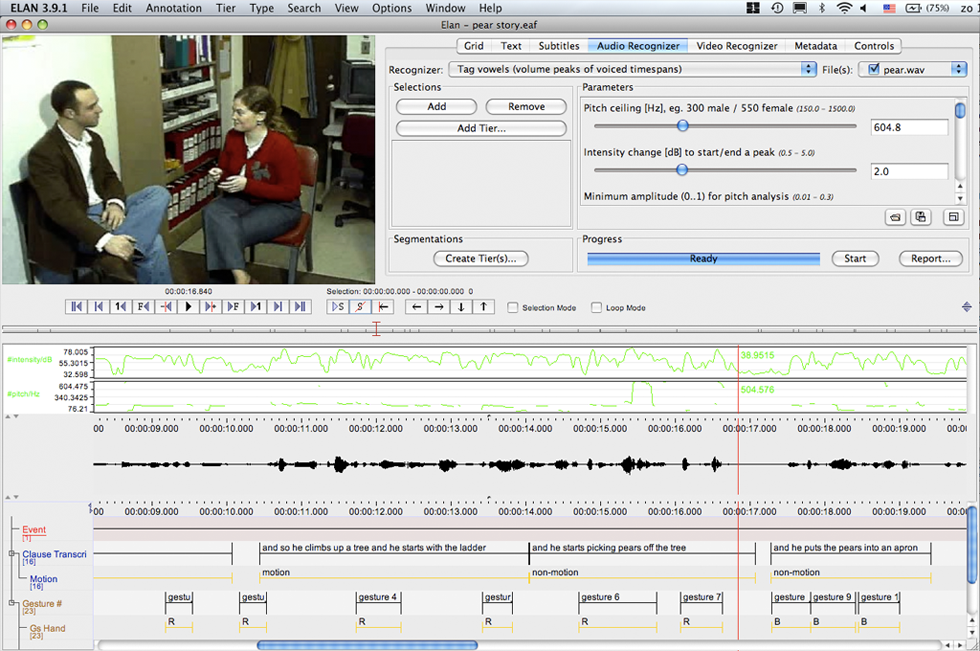 ELAN 3.9.1 File Edit Annotation Tier Type Search View Options Window Help 1 (75%) zo
Elan - pear story.eaf
Grid Text Subtitles Audio Recognizer Video Recognizer Metadata Controls
Recognizer: Tag vowels (volume peaks of voiced timespans) File(s): pear.wav
Selections
Add Remove
Add Tier...
Parameters
Pitch ceiling [Hz], eg. 300 male / 550 female (150.0 – 1500.0)
604.8
Intensity change [dB] to start/end a peak (0.5 – 5.0)
2.0
Minimum amplitude (0..1) for pitch analysis (0.01 – 0.3)
Segmentations
Create Tier(s)...
Progress
Ready Start Report...
00:00:16.840 Selection: 00:00:00.000 - 00:00:00.000 0
1 F F 1 S S Selection Mode Loop Mode
#intensity/dB 78.005 55.3015 32.598 38.9515
#pitch/Hz 604.475 340.3425 76.21 504.576
00 00:00:09.000 00:00:10.000 00:00:11.000 00:00:12.000 00:00:13.000 00:00:14.000 00:00:15.000 00:00:16.000 00:00:17.000 00:00:18.000 00:00:19.000 00:0
00:00:09.000 00:00:10.000 00:00:11.000 00:00:12.000 00:00:13.000 00:00:14.000 00:00:15.000 00:00:16.000 00:00:17.000 00:00:18.000 00:00:19.000 00:0
Event
[1]
Clause Transcri and so he climbs up a tree and he starts with the ladder and he starts picking pears off the tree and he puts the pears into an apron
[16]
Motion motion non-motion non-motion
[16]
Gesture # gestu gestu gesture 4 gestur gesture 6 gesture 7 gesture gesture 9 gesture 1
[23]
Gs Hand R R R R R R B B B
[23]